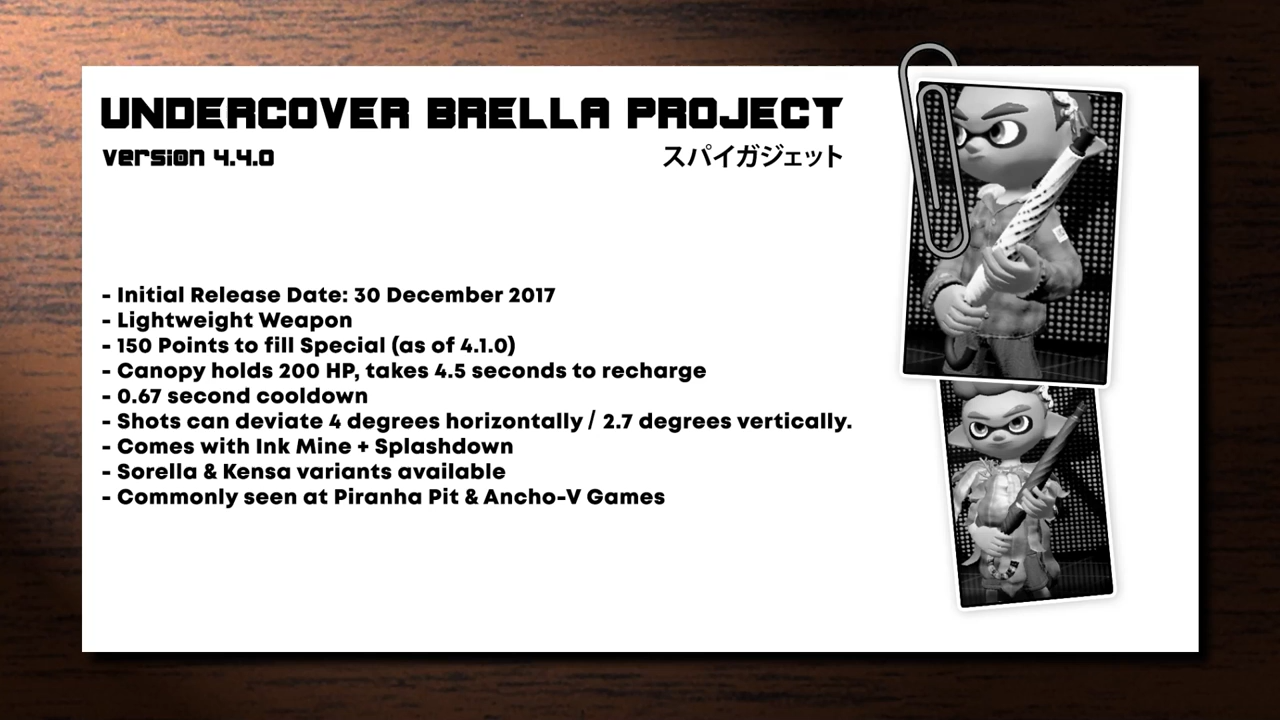 UNDERCOVER BRELLA PROJECT
version 4.4.0
スパイガジェット
- Initial Release Date: 30 December 2017
- Lightweight Weapon
- 150 Points to fill Special (as of 4.1.0)
- Canopy holds 200 HP, takes 4.5 seconds to recharge
- 0.67 second cooldown
- Shots can deviate 4 degrees horizontally / 2.7 degrees vertically.
- Comes with Ink Mine + Splashdown
- Sorella & Kensa variants available
- Commonly seen at Piranha Pit & Ancho-V Games